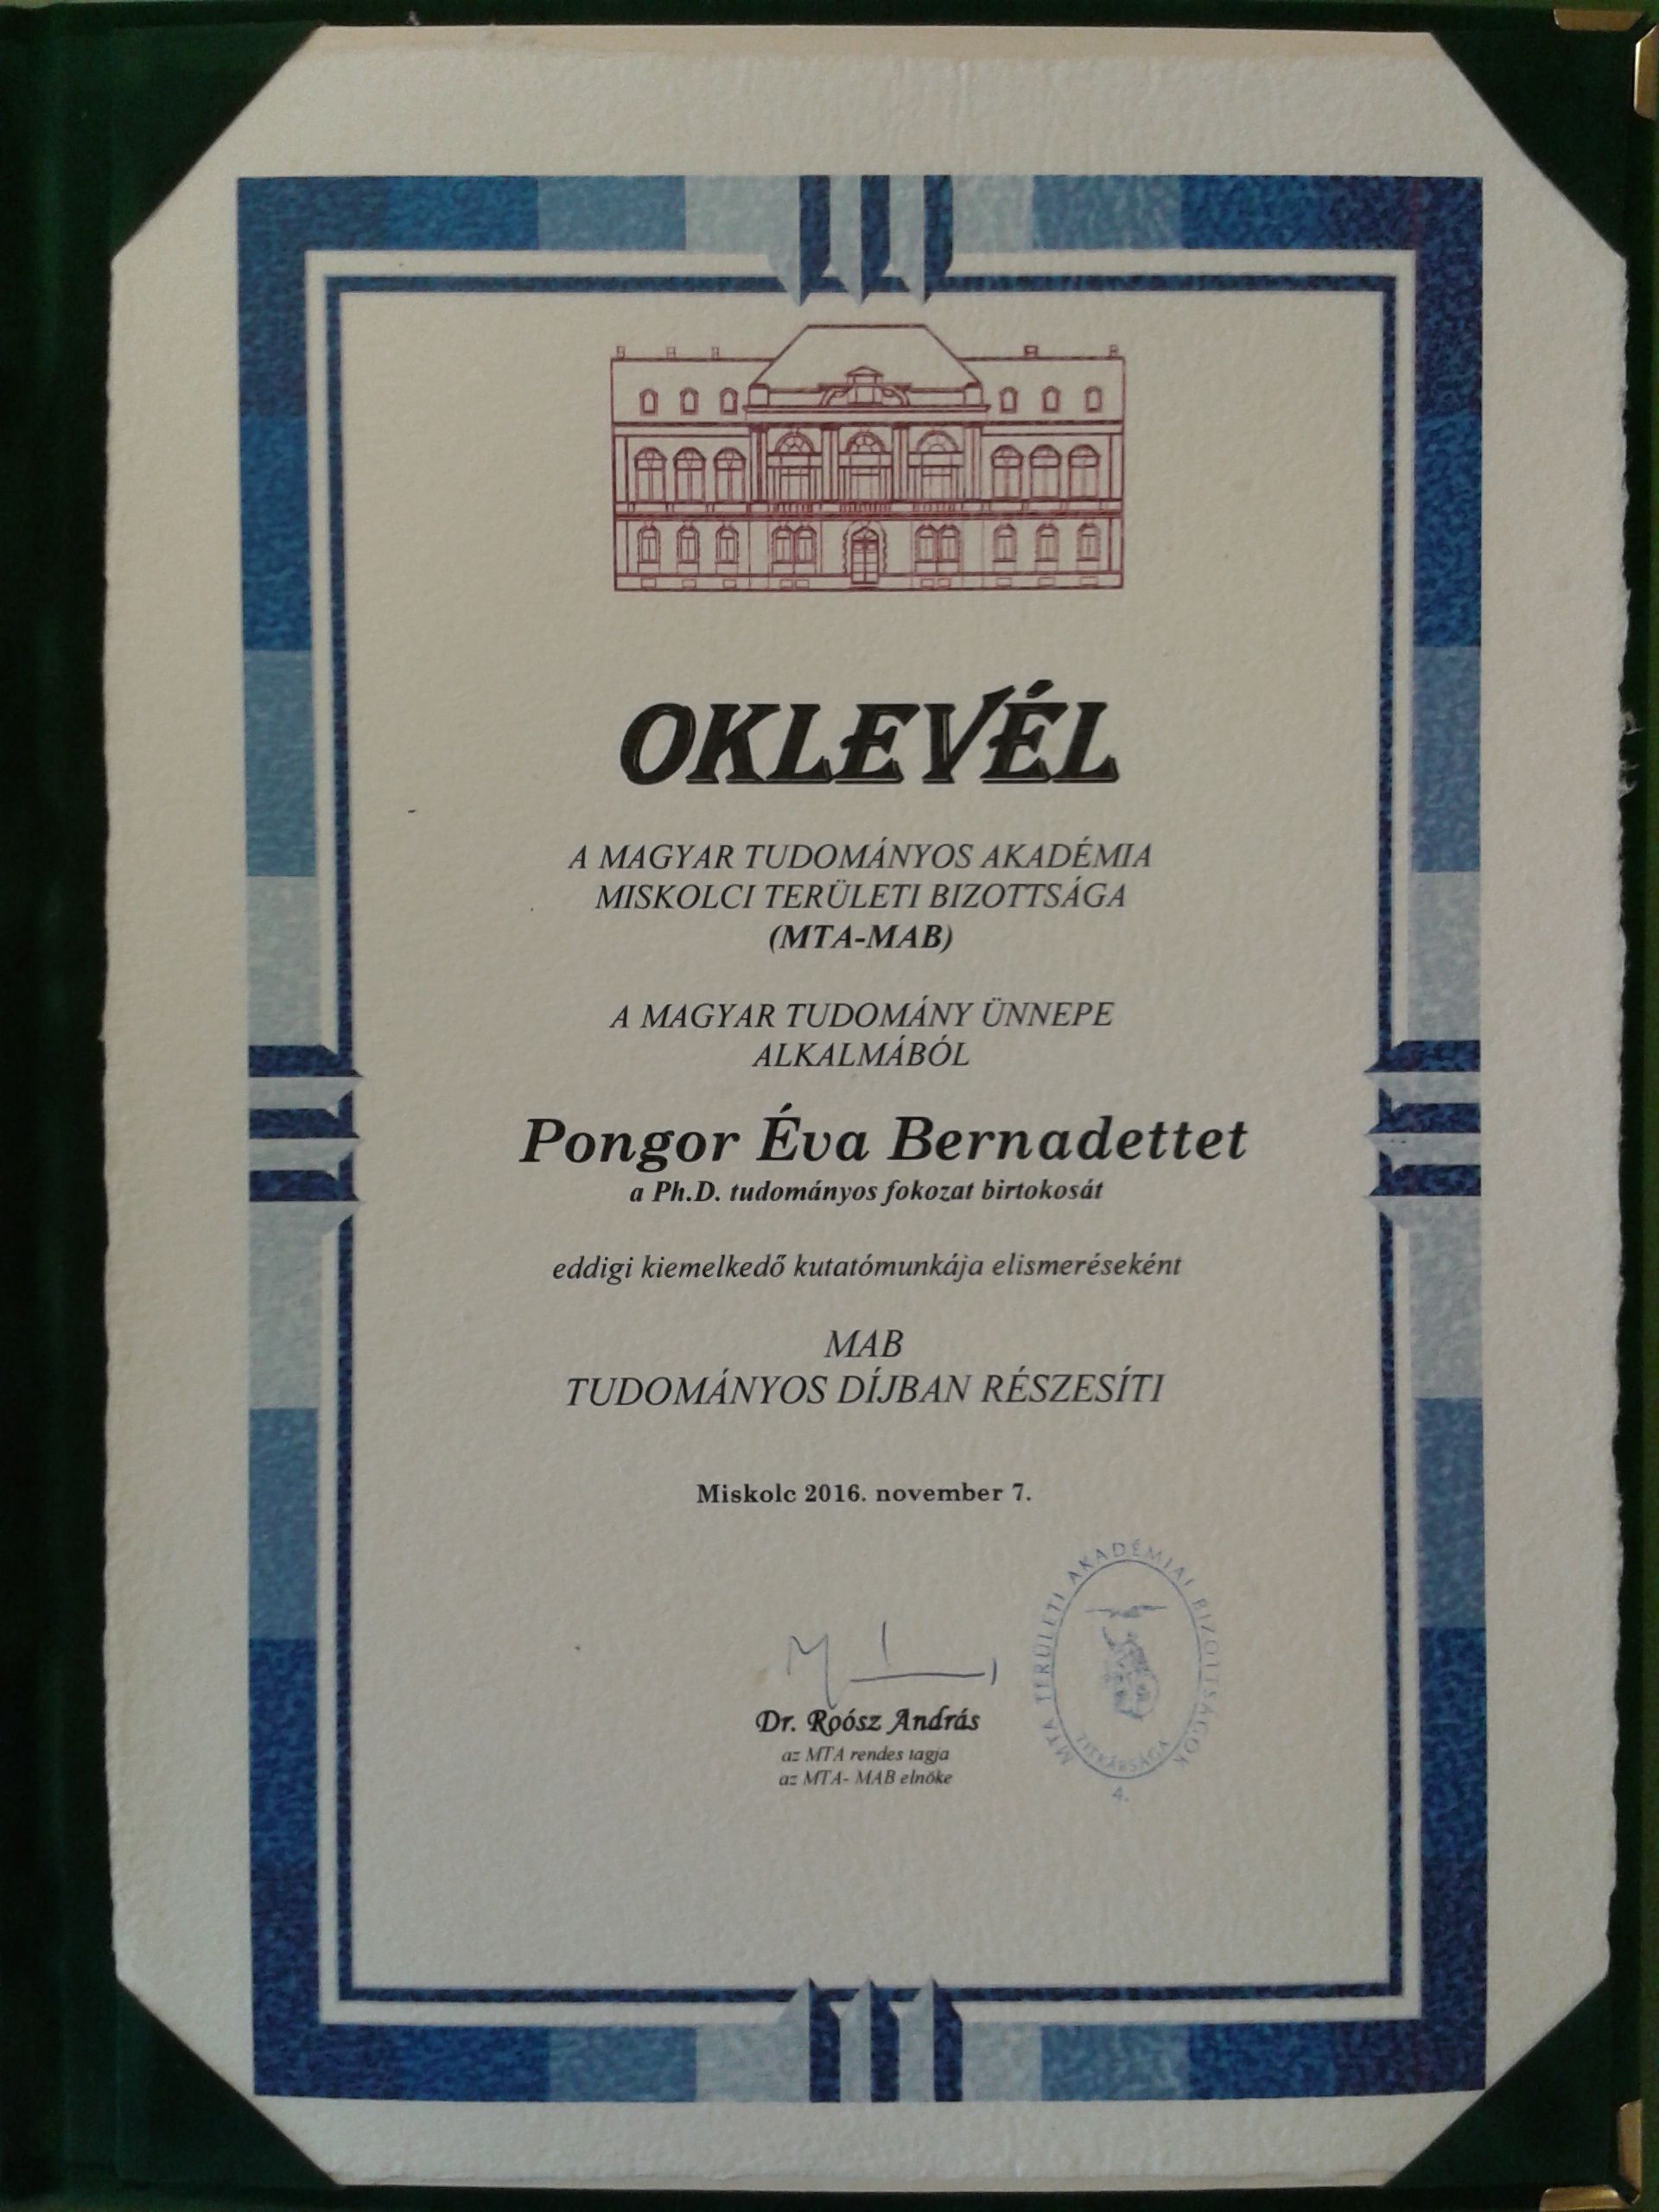 OKLEVÉL
A MAGYAR TUDOMÁNYOS AKADÉMIA
MISKOLCI TERÜLETI BIZOTTSÁGA
(MTA-MAB)
A MAGYAR TUDOMÁNY ÜNNEPE
ALKALMÁBÓL
Pongor Éva Bernadettet
a Ph.D. tudományos fokozat birtokosát
eddigi kiemelkedő kutatómunkája elismeréseként
MAB
TUDOMÁNYOS DÍJBAN RÉSZESÍTI
Miskolc 2016. november 7.
Dr. Roósz András
az MTA rendes tagja
az MTA- MAB elnöke
MTA TERÜLETI AKADÉMIAI BIZOTTSÁGOK
TITKÁRSÁGA
4.